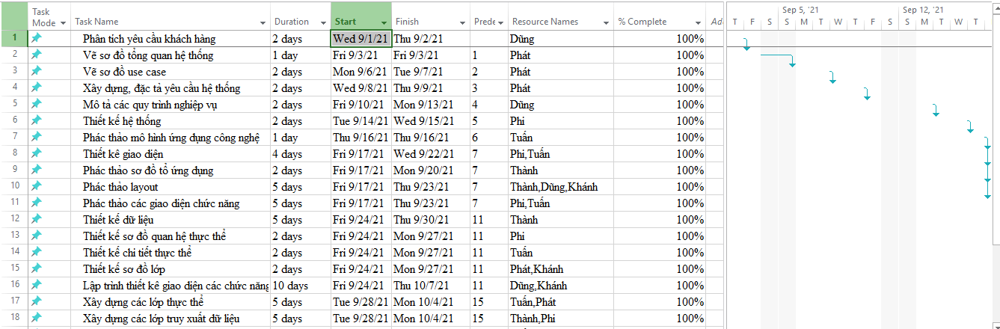 Task Mode Task Name Duration Start Finish Prede Resource Names % Complete Ad
1 Phân tích yêu cầu khách hàng 2 days Wed 9/1/21 Thu 9/2/21 Dũng 100%
2 Vẽ sơ đồ tổng quan hệ thống 1 day Fri 9/3/21 Fri 9/3/21 1 Phát 100%
3 Vẽ sơ đồ use case 2 days Mon 9/6/21 Tue 9/7/21 2 Phát 100%
4 Xây dựng, đặc tả yêu cầu hệ thống 2 days Wed 9/8/21 Thu 9/9/21 3 Phát 100%
5 Mô tả các quy trình nghiệp vụ 2 days Fri 9/10/21 Mon 9/13/21 4 Dũng 100%
6 Thiết kế hệ thống 2 days Tue 9/14/21 Wed 9/15/21 5 Phi 100%
7 Phác thảo mô hình ứng dụng công nghệ 1 day Thu 9/16/21 Thu 9/16/21 6 Tuấn 100%
8 Thiết kê giao diện 4 days Fri 9/17/21 Wed 9/22/21 7 Phi,Tuấn 100%
9 Phác thảo sơ đồ tổ ứng dụng 2 days Fri 9/17/21 Mon 9/20/21 7 Thành 100%
10 Phác thảo layout 5 days Fri 9/17/21 Thu 9/23/21 7 Thành,Dũng,Khánh 100%
11 Phác thảo các giao diện chức năng 5 days Fri 9/17/21 Thu 9/23/21 7 Phi,Tuấn 100%
12 Thiết kế dữ liệu 5 days Fri 9/24/21 Thu 9/30/21 11 Thành 100%
13 Thiết kế sơ đồ quan hệ thực thể 2 days Fri 9/24/21 Mon 9/27/21 11 Phi 100%
14 Thiết kế chi tiết thực thể 2 days Fri 9/24/21 Mon 9/27/21 11 Tuấn 100%
15 Thiết kế sơ đồ lớp 2 days Fri 9/24/21 Mon 9/27/21 11 Phát,Khánh 100%
16 Lập trình thiết kê giao diện các chức năng 10 days Fri 9/24/21 Thu 10/7/21 11 Dũng,Khánh 100%
17 Xây dựng các lớp thực thể 5 days Tue 9/28/21 Mon 10/4/21 15 Tuấn,Phát 100%
18 Xây dựng các lớp truy xuất dữ liệu 5 days Tue 9/28/21 Mon 10/4/21 15 Thành,Phi 100%
Sep 5, '21 Sep 12, '21
T F S S M T W T F S S M T W T